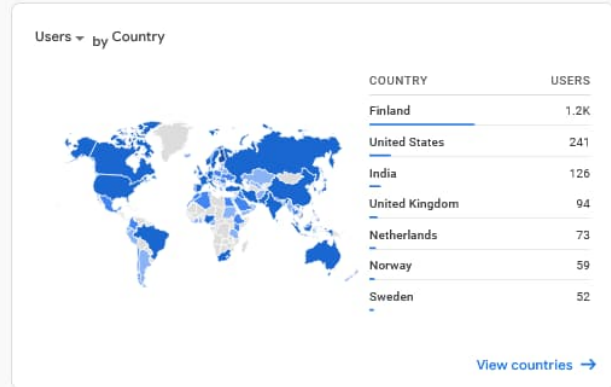 Users by Country
COUNTRY USERS
Finland 1.2K
United States 241
India 126
United Kingdom 94
Netherlands 73
Norway 59
Sweden 52
View countries →